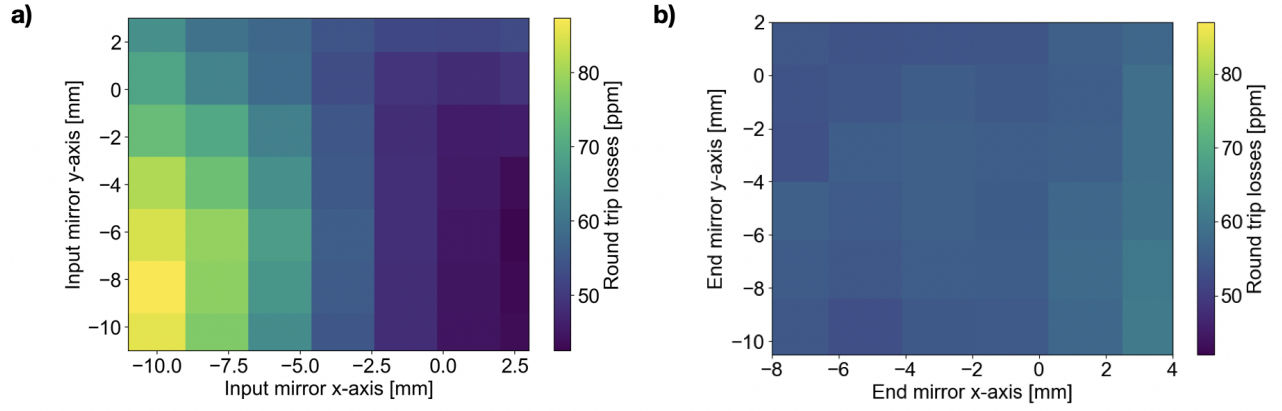 a)
2
0
−2
−4
−6
−8
−10
Input mirror y-axis [mm]
−10.0 −7.5 −5.0 −2.5 0.0 2.5
Input mirror x-axis [mm]
80
70
60
50
Round trip losses [ppm]
b)
2
0
−2
−4
−6
−8
−10
End mirror y-axis [mm]
−8 −6 −4 −2 0 2 4
End mirror x-axis [mm]
80
70
60
50
Round trip losses [ppm]